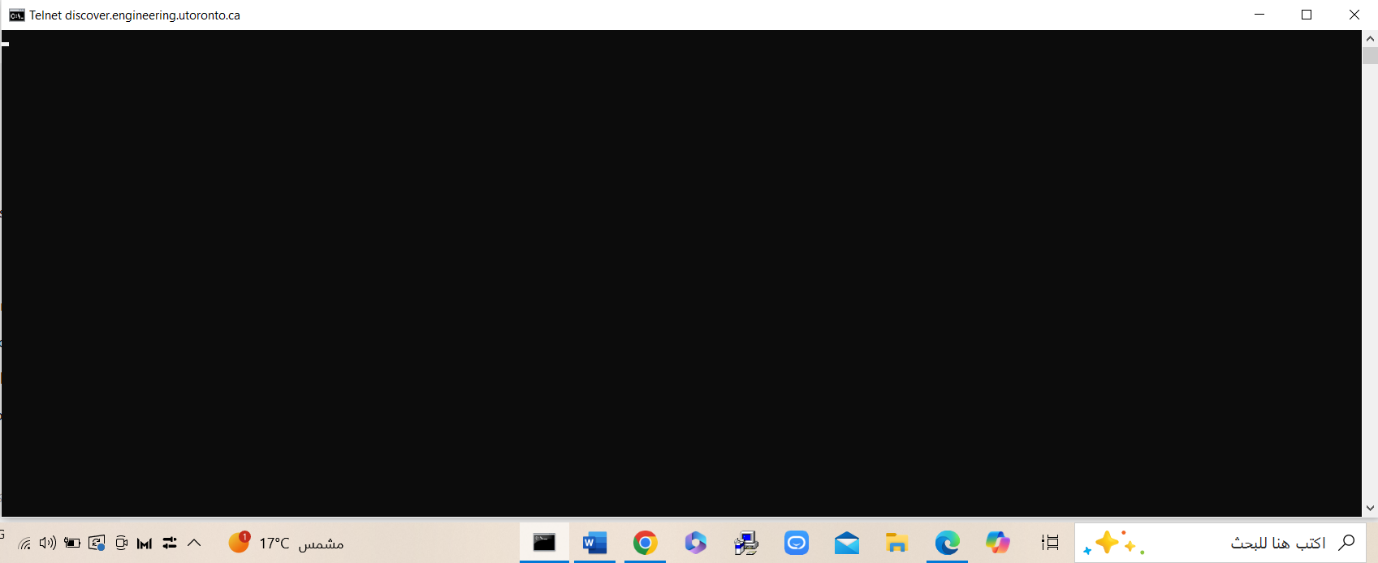 Telnet discover.engineering.utoronto.ca
17°C مشمس
اكتب هنا للبحث